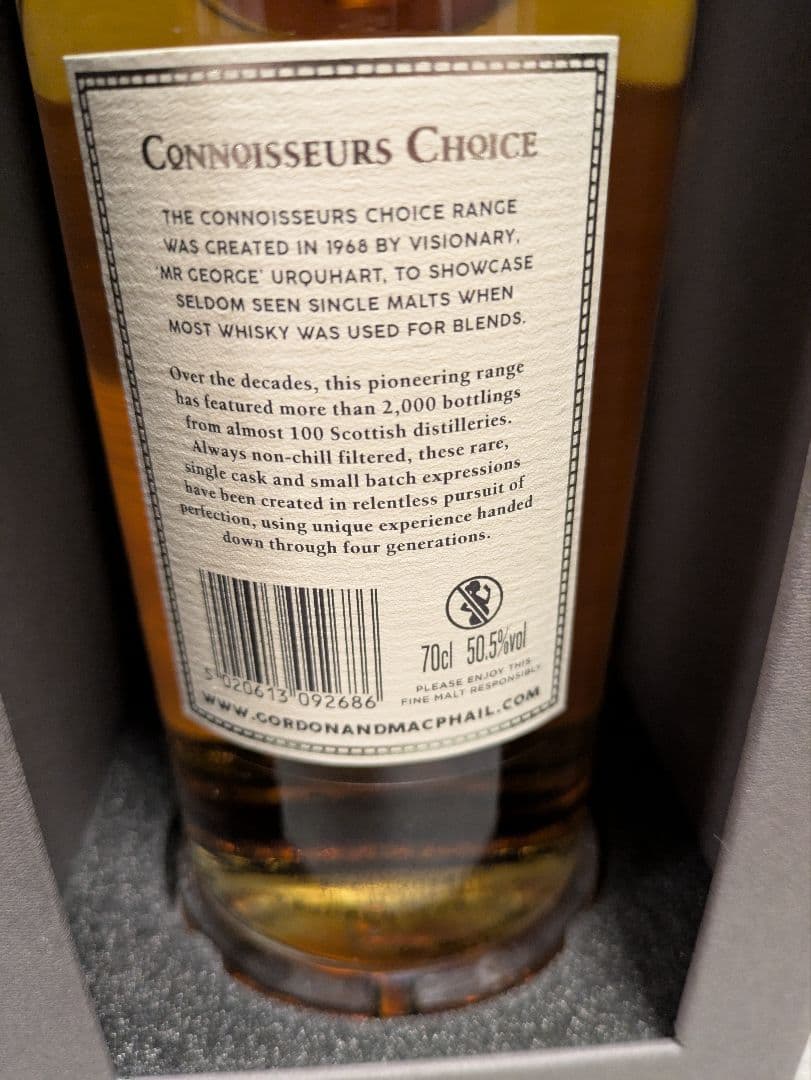 CONNOISSEURS CHOICE
THE CONNOISSEURS CHOICE RANGE
WAS CREATED IN 1968 BY VISIONARY,
'MR GEORGE' URQUHART, TO SHOWCASE
SELDOM SEEN SINGLE MALTS WHEN
MOST WHISKY WAS USED FOR BLENDS.
Over the decades, this pioneering range
has featured more than 2,000 bottlings
from almost 100 Scottish distilleries.
Always non-chill filtered, these rare,
single cask and small batch expressions
have been created in relentless pursuit of
perfection, using unique experience handed
down through four generations.
70cl 50.5%vol
PLEASE ENJOY THIS
FINE MALT RESPONSIBLY
5 020613 092686
WWW.GORDONANDMACPHAIL.COM